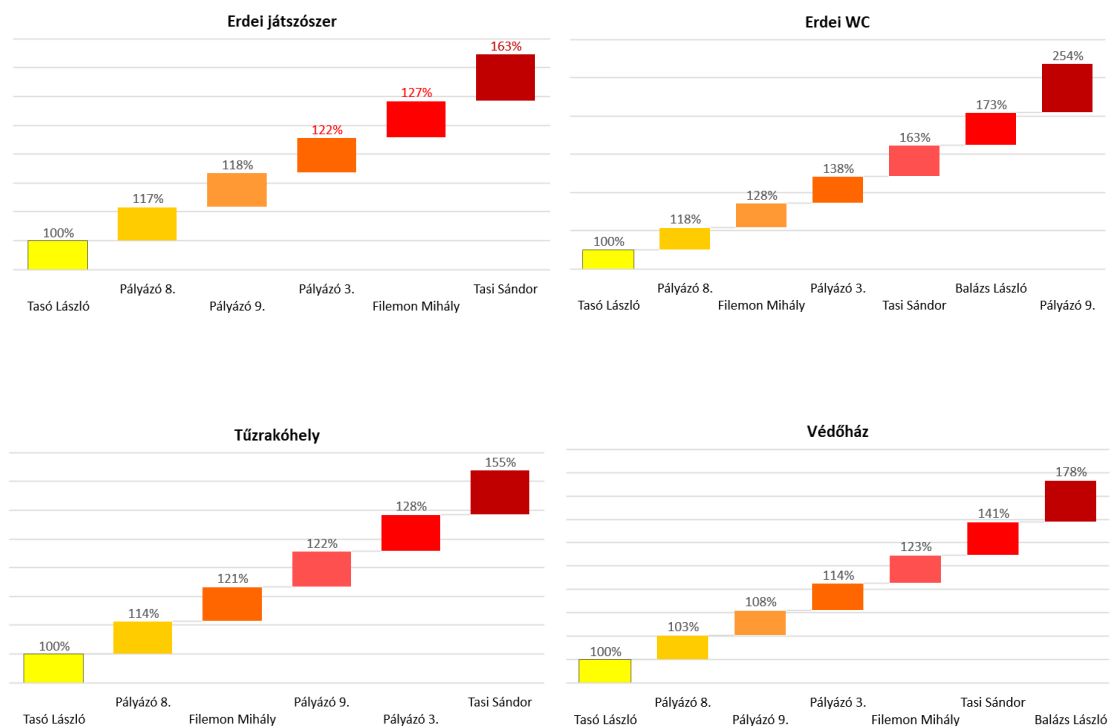 Erdei játszószer
163%
127%
122%
118%
117%
100%
Pályázó 8.
Pályázó 3.
Tasi Sándor
Tasó László
Pályázó 9.
Filemon Mihály
Erdei WC
254%
173%
163%
138%
128%
118%
100%
Pályázó 8.
Pályázó 3.
Balázs László
Tasó László
Filemon Mihály
Tasi Sándor
Pályázó 9.
Tűzrakóhely
155%
128%
122%
121%
114%
100%
Pályázó 8.
Pályázó 9.
Tasi Sándor
Tasó László
Filemon Mihály
Pályázó 3.
Védőház
178%
141%
123%
114%
108%
103%
100%
Pályázó 8.
Pályázó 3.
Tasi Sándor
Tasó László
Pályázó 9.
Filemon Mihály
Balázs László